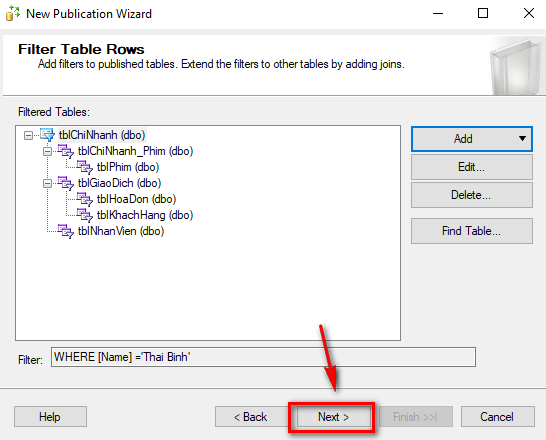 New Publication Wizard
Filter Table Rows
Add filters to published tables. Extend the filters to other tables by adding joins.
Filtered Tables:
tblChiNhanh (dbo)
tblChiNhanh_Phim (dbo)
tblPhim (dbo)
tblGiaoDich (dbo)
tblHoaDon (dbo)
tblKhachHang (dbo)
tblNhanVien (dbo)
Add
Edit...
Delete...
Find Table...
Filter: WHERE [Name] ='Thai Binh'
Help < Back Next > Finish >>| Cancel